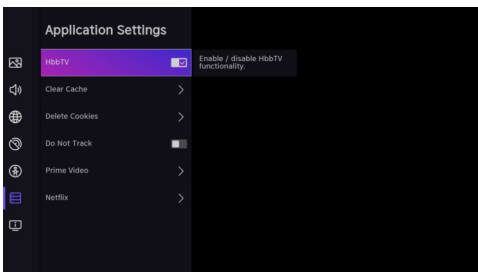 Application Settings
HbbTV
Enable / disable HbbTV
functionality.
Clear Cache
Delete Cookies
Do Not Track
Prime Video
Netflix